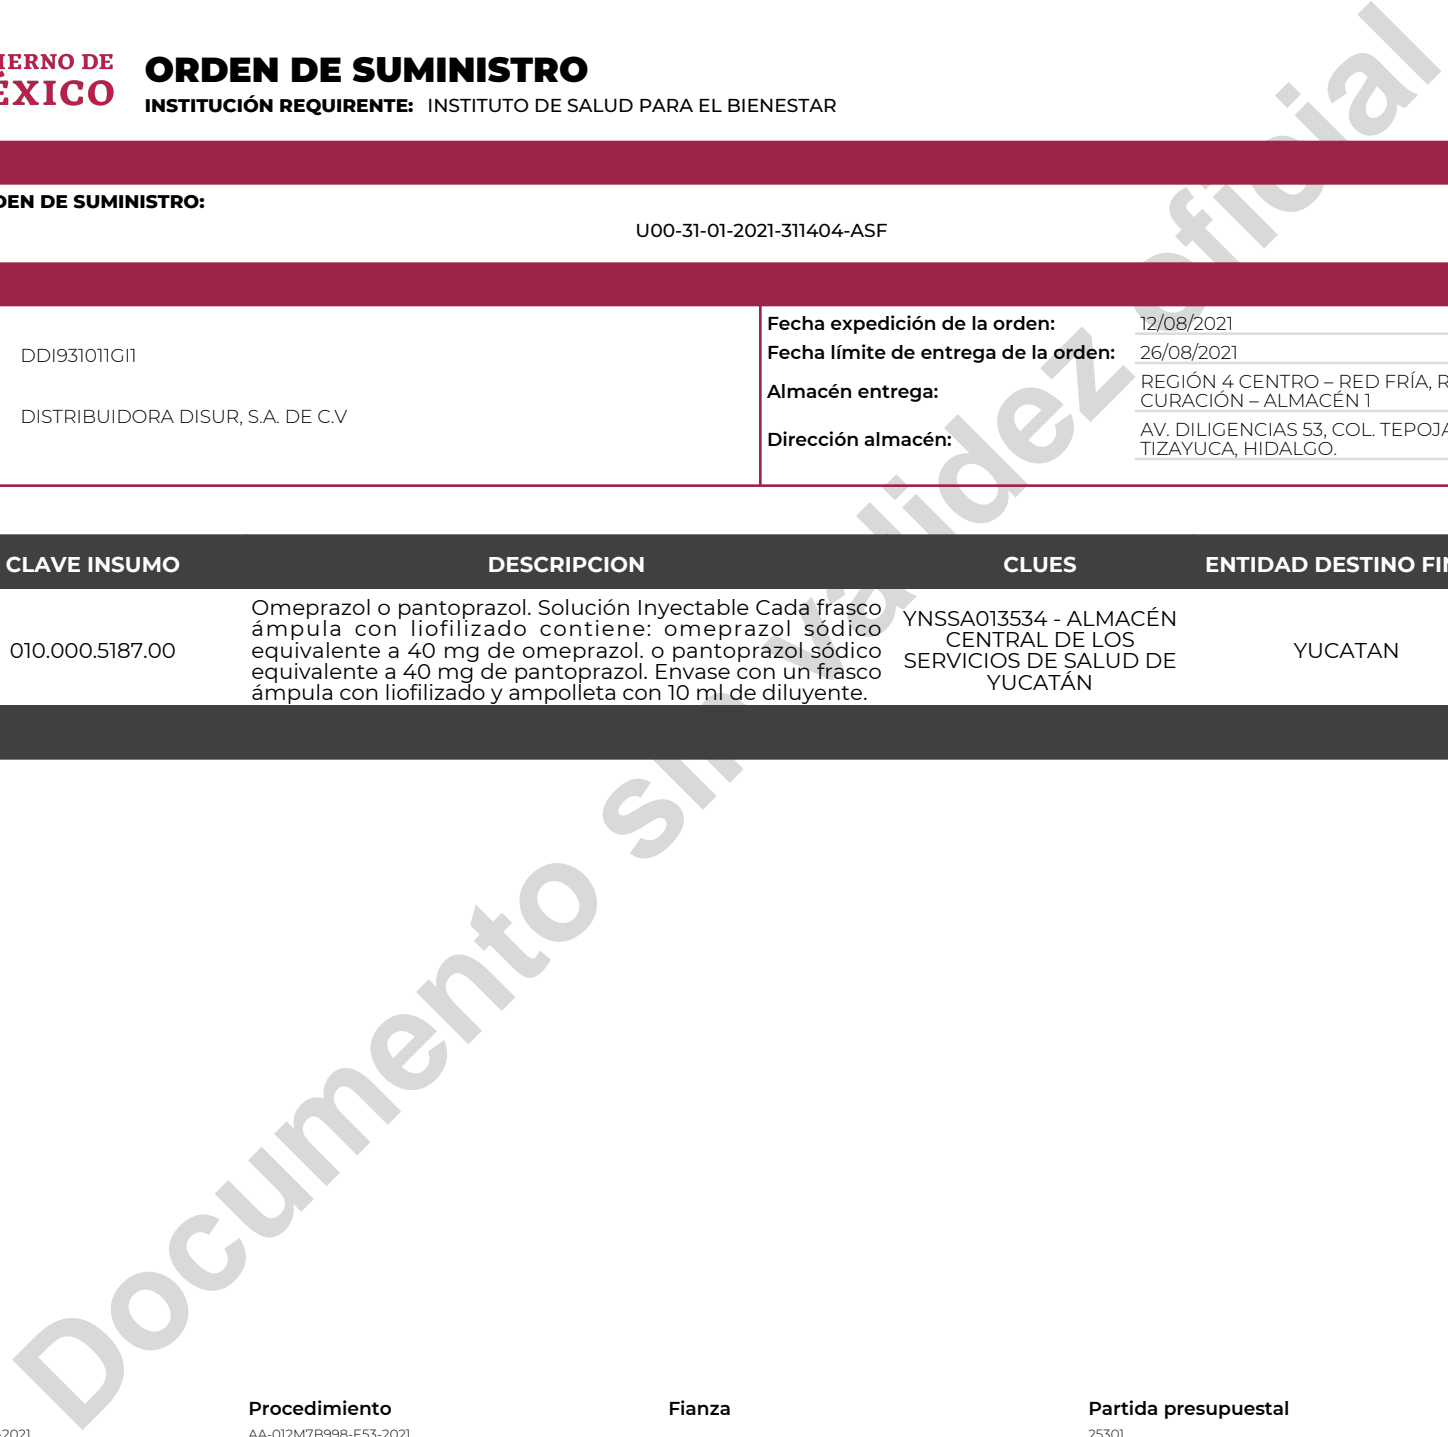 ORDEN DE SUMINISTRO
INSTITUCIÓN REQUIRENTE: INSTITUTO DE SALUD PARA EL BIENESTAR
DE SUMINISTRO:
U00-31-01-2021-311404-ASF
DDI931011GI1
DISTRIBUIDORA DISUR, S.A. DE C.V
Fecha expedición de la orden: 12/08/2021
Fecha límite de entrega de la orden: 26/08/2021
Almacén entrega: REGIÓN 4 CENTRO – RED FRÍA,
CURACIÓN – ALMACÉN 1
Dirección almacén: AV. DILIGENCIAS 53, COL.
TIZAYUCA, HIDALGO.
CLAVE INSUMO DESCRIPCION CLUES ENTIDAD DESTINO
010.000.5187.00
Omeprazol o pantoprazol. Solución Inyectable Cada frasco
ámpula con liofilizado contiene: omeprazol sódico
equivalente a 40 mg de omeprazol. o pantoprazol sódico
equivalente a 40 mg de pantoprazol. Envase con un frasco
ámpula con liofilizado y ampolleta con 10 ml de diluyente.
YNSSA013534 - ALMACÉN
CENTRAL DE LOS
SERVICIOS DE SALUD DE
YUCATÁN
YUCATAN
Documento sin validez oficial
Procedimiento Fianza Partida presupuestal
AA-012M7B998-E53-2021 25301